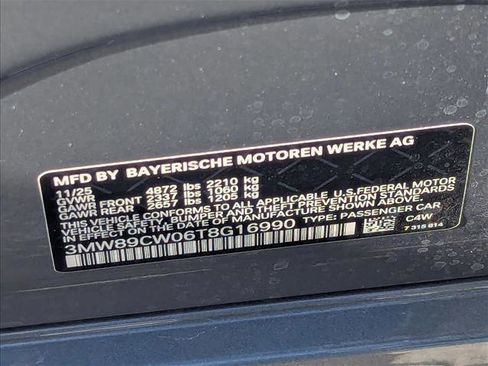 MFD BY BAYERISCHE MOTOREN WERKE AG
11/25 4872 lbs 2210 kg
GVWR
GAWR FRONT 2337 lbs 1060 kg
GAWR REAR 2657 lbs 1205 kg
THIS VEHICLE CONFORMS TO ALL APPLICABLE U.S. FEDERAL MOTOR
VEHICLE SAFETY, BUMPER AND THEFT PREVENTION STANDARDS
IN EFFECT ON THE DATE OF MANUFACTURE SHOWN ABOVE.
3MW89CW06T8G16990 TYPE: PASSENGER CAR
C4W
7 315 614